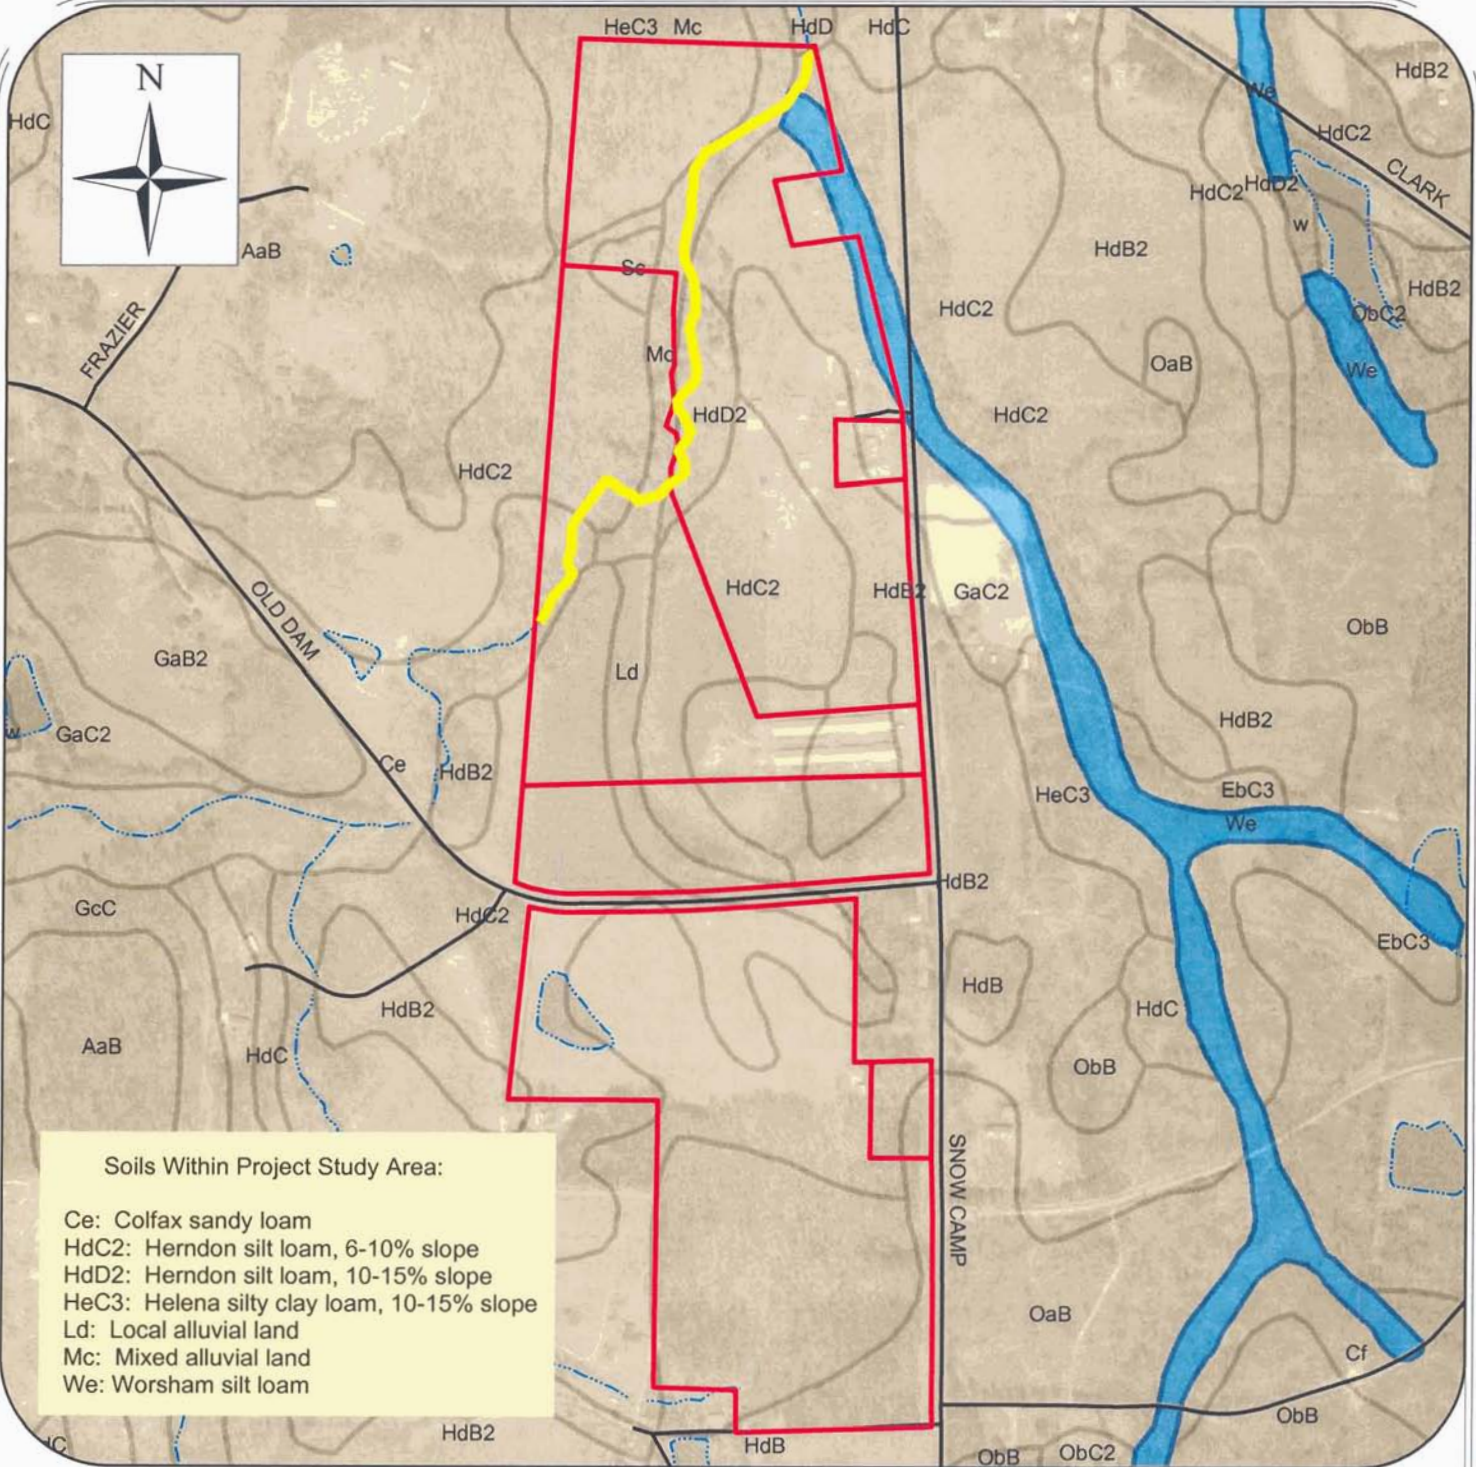 HeC3 Mc HdD HdC
N
HdB2
We
HdC
HdC2
CLARK
HdC2 HdD2
w
AaB
HdB2
Sc
HdB2
HdC2
ObC2
FRAZIER
Mc
OaB
We
HdD2
HdC2
HdC2
OLD DAM
HdC2
HdB2
GaC2
ObB
GaB2
Ld
HdB2
w
GaC2
Ce
HdB2
HeC3
EbC3
We
HdB2
GcC
HdC2
EbC3
HdB
HdB2
HdC
AaB
HdC
ObB
SNOW CAMP
Soils Within Project Study Area:
Ce: Colfax sandy loam
HdC2: Herndon silt loam, 6-10% slope
HdD2: Herndon silt loam, 10-15% slope
HeC3: Helena silty clay loam, 10-15% slope
Ld: Local alluvial land
Mc: Mixed alluvial land
We: Worsham silt loam
OaB
Cf
ObB
HdB2
HdB
ObB
ObC2